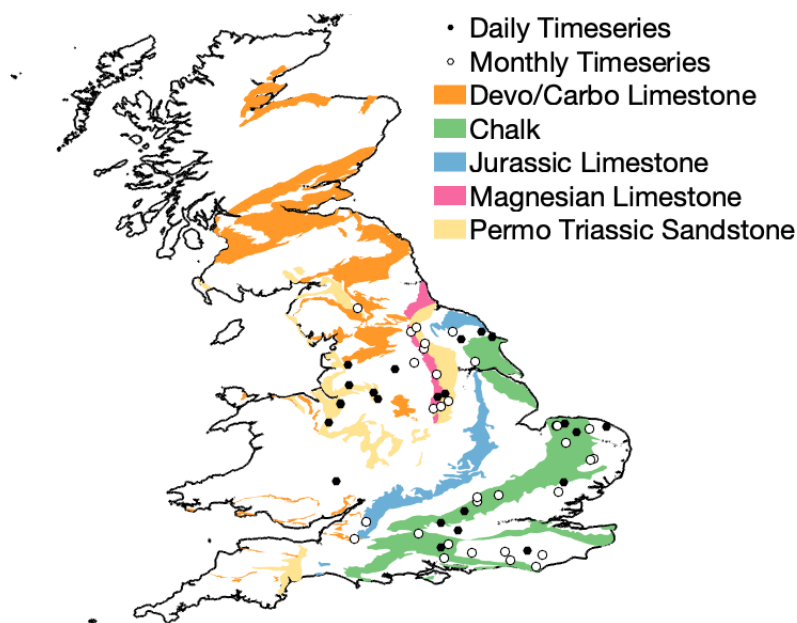 Daily Timeseries
Monthly Timeseries
Devo/Carbo Limestone
Chalk
Jurassic Limestone
Magnesian Limestone
Permo Triassic Sandstone